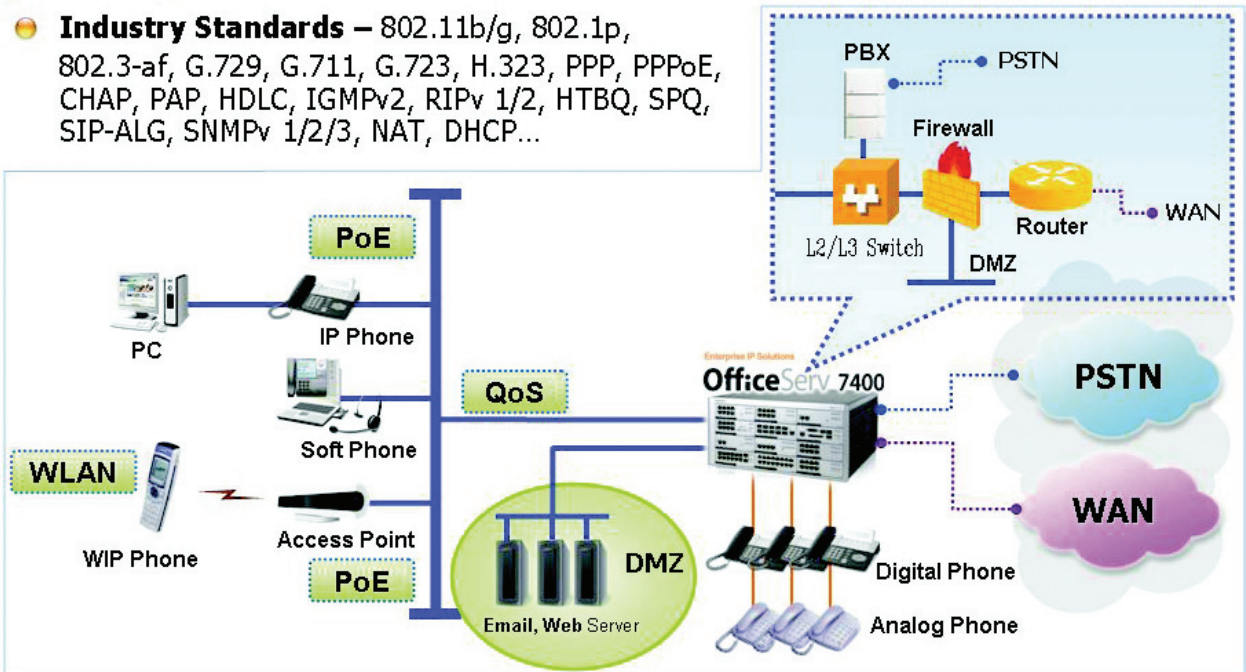 Industry Standards – 802.11b/g, 802.1p,
802.3-af, G.729, G.711, G.723, H.323, PPP, PPPoE,
CHAP, PAP, HDLC, IGMPv2, RIPv 1/2, HTBQ, SPQ,
SIP-ALG, SNMPv 1/2/3, NAT, DHCP...
PBX
PSTN
Firewall
WAN
Router
L2/L3 Switch
DMZ
PoE
IP Phone
PC
Enterprise IP Solutions
OfficeServ 7400
PSTN
QoS
Soft Phone
WLAN
WAN
Access Point
WIP Phone
DMZ
Digital Phone
PoE
Email, Web Server
Analog Phone